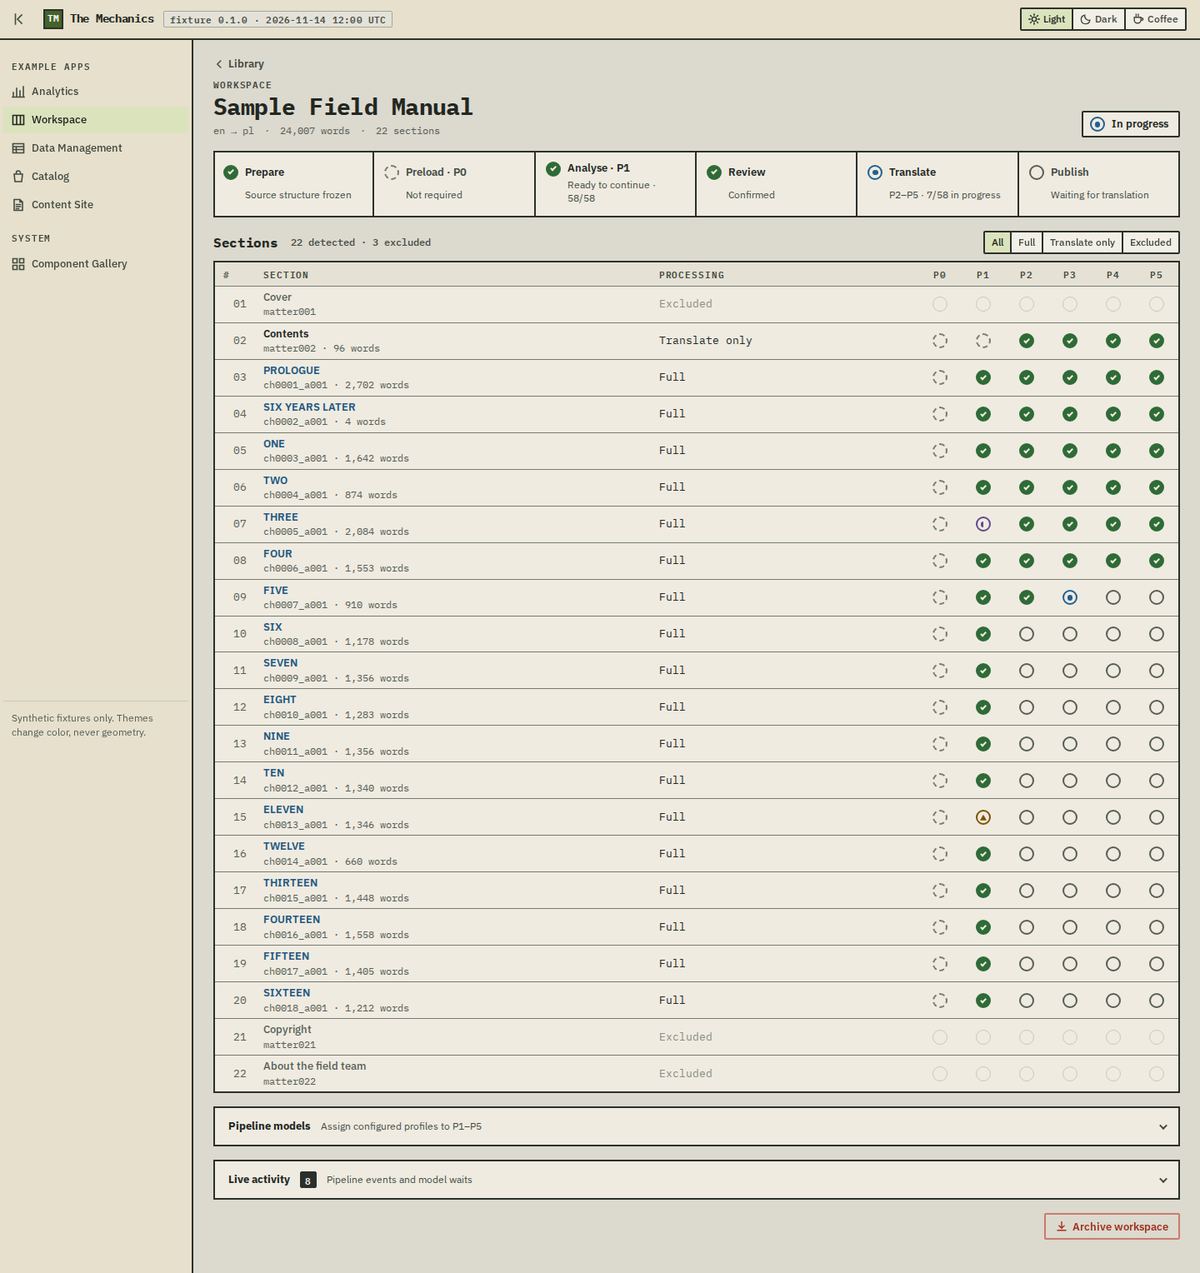 TM The Mechanics fixture 0.1.0 · 2026-11-14 12:00 UTC Light Dark Coffee
EXAMPLE APPS
Analytics
Workspace
Data Management
Catalog
Content Site
SYSTEM
Component Gallery
Synthetic fixtures only. Themes
change color, never geometry.
Library
WORKSPACE
Sample Field Manual
en → pl · 24,007 words · 22 sections
In progress
Prepare
Source structure frozen
Preload · P0
Not required
Analyse · P1
Ready to continue ·
58/58
Review
Confirmed
Translate
P2–P5 · 7/58 in progress
Publish
Waiting for translation
Sections 22 detected · 3 excluded All Full Translate only Excluded
# SECTION PROCESSING P0 P1 P2 P3 P4 P5
01 Cover Excluded
matter001
02 Contents Translate only
matter002 · 96 words
03 PROLOGUE Full
ch0001_a001 · 2,702 words
04 SIX YEARS LATER Full
ch0002_a001 · 4 words
05 ONE Full
ch0003_a001 · 1,642 words
06 TWO Full
ch0004_a001 · 874 words
07 THREE Full
ch0005_a001 · 2,084 words
08 FOUR Full
ch0006_a001 · 1,553 words
09 FIVE Full
ch0007_a001 · 910 words
10 SIX Full
ch0008_a001 · 1,178 words
11 SEVEN Full
ch0009_a001 · 1,356 words
12 EIGHT Full
ch0010_a001 · 1,283 words
13 NINE Full
ch0011_a001 · 1,356 words
14 TEN Full
ch0012_a001 · 1,340 words
15 ELEVEN Full
ch0013_a001 · 1,346 words
16 TWELVE Full
ch0014_a001 · 660 words
17 THIRTEEN Full
ch0015_a001 · 1,448 words
18 FOURTEEN Full
ch0016_a001 · 1,558 words
19 FIFTEEN Full
ch0017_a001 · 1,405 words
20 SIXTEEN Full
ch0018_a001 · 1,212 words
21 Copyright Excluded
matter021
22 About the field team Excluded
matter022
Pipeline models Assign configured profiles to P1–P5
Live activity 8 Pipeline events and model waits
Archive workspace